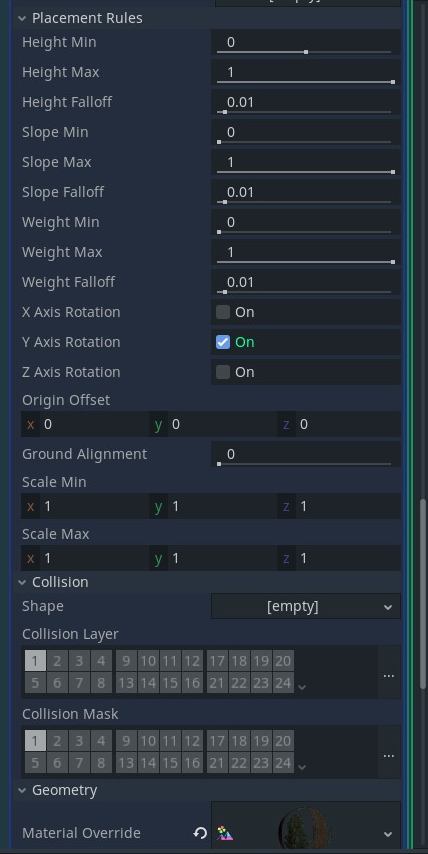 Placement Rules
Height Min 0
Height Max 1
Height Falloff 0.01
Slope Min 0
Slope Max 1
Slope Falloff 0.01
Weight Min 0
Weight Max 1
Weight Falloff 0.01
X Axis Rotation On
Y Axis Rotation On
Z Axis Rotation On
Origin Offset
x 0 y 0 z 0
Ground Alignment 0
Scale Min
x 1 y 1 z 1
Scale Max
x 1 y 1 z 1
Collision
Shape [empty]
Collision Layer
1 2 3 4 9 10 11 12 17 18 19 20
5 6 7 8 13 14 15 16 21 22 23 24
...
Collision Mask
1 2 3 4 9 10 11 12 17 18 19 20
5 6 7 8 13 14 15 16 21 22 23 24
...
Geometry
Material Override